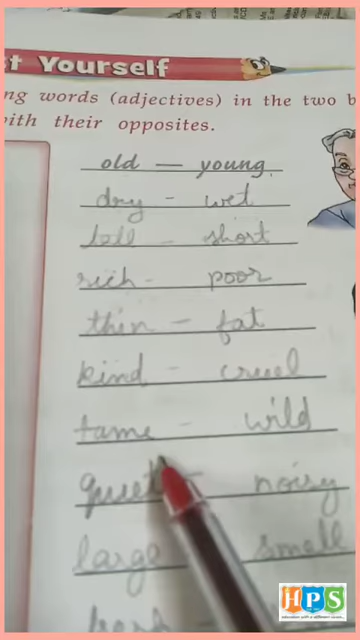 t Yourself
ng words (adjectives) in the two b
with their opposites.
old — young.
dry - wet
tall - short
rich - poor
thin - fat
kind - cruel
tame - wild
quiet - noisy
large small
HPS